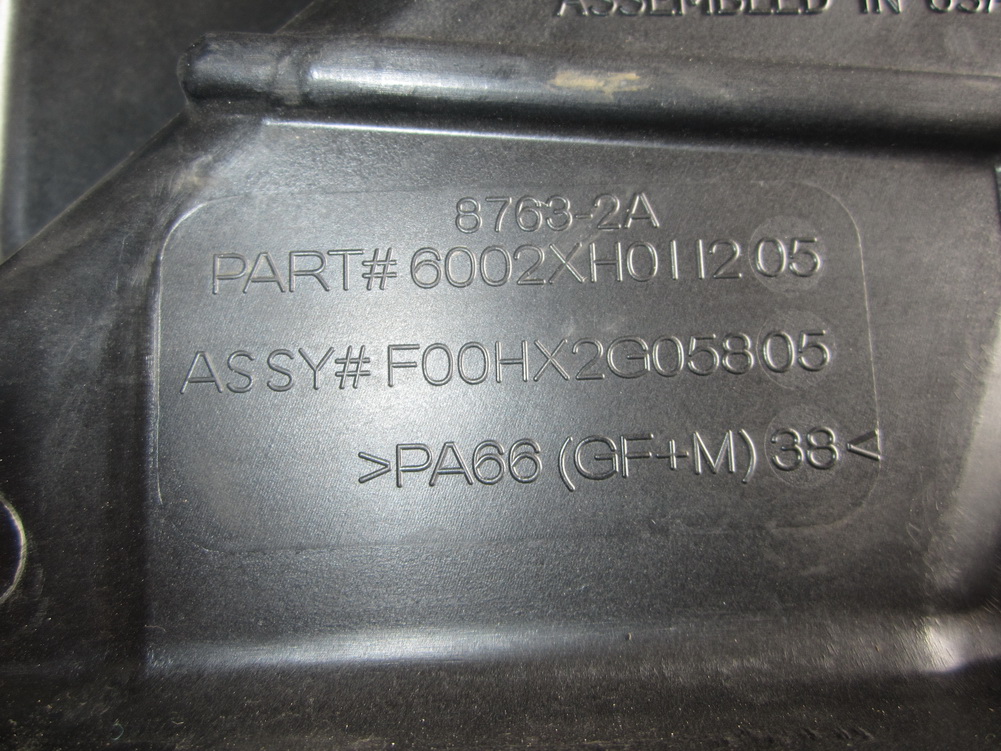 ASSEMBLED IN USA
8763-2A
PART# 6002XH011205
ASSY# F00HX2G05805
>PA66 (GF+M) 38<